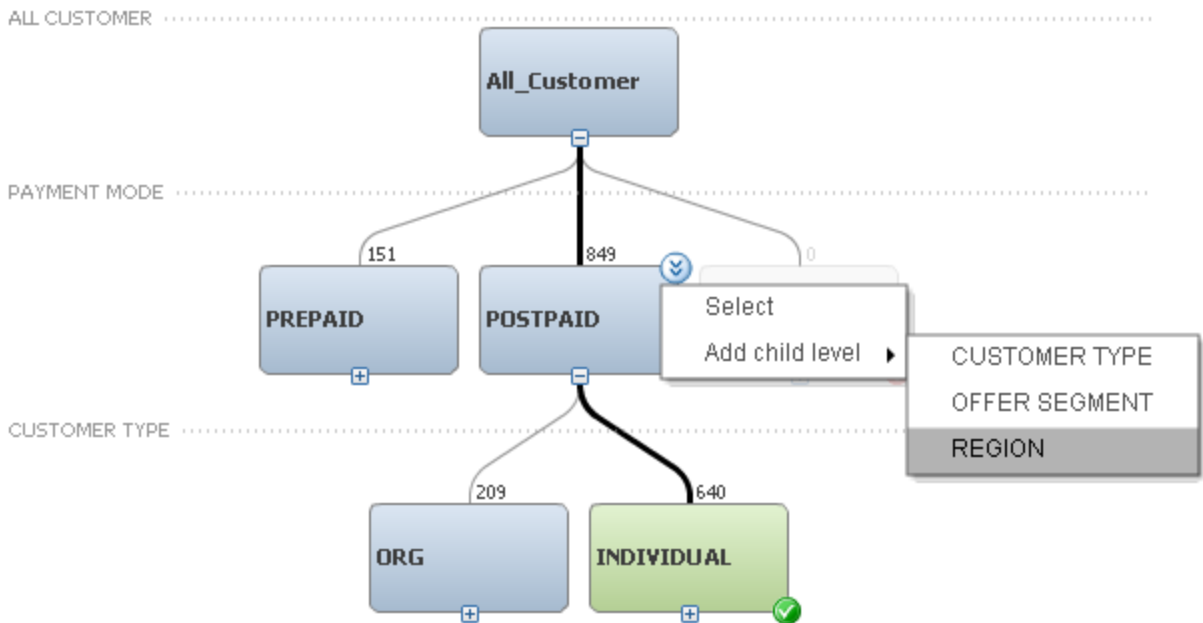 ALL CUSTOMER
All_Customer
PAYMENT MODE
151
849
0
PREPAID
POSTPAID
Select
Add child level
CUSTOMER TYPE
OFFER SEGMENT
REGION
CUSTOMER TYPE
209
640
ORG
INDIVIDUAL